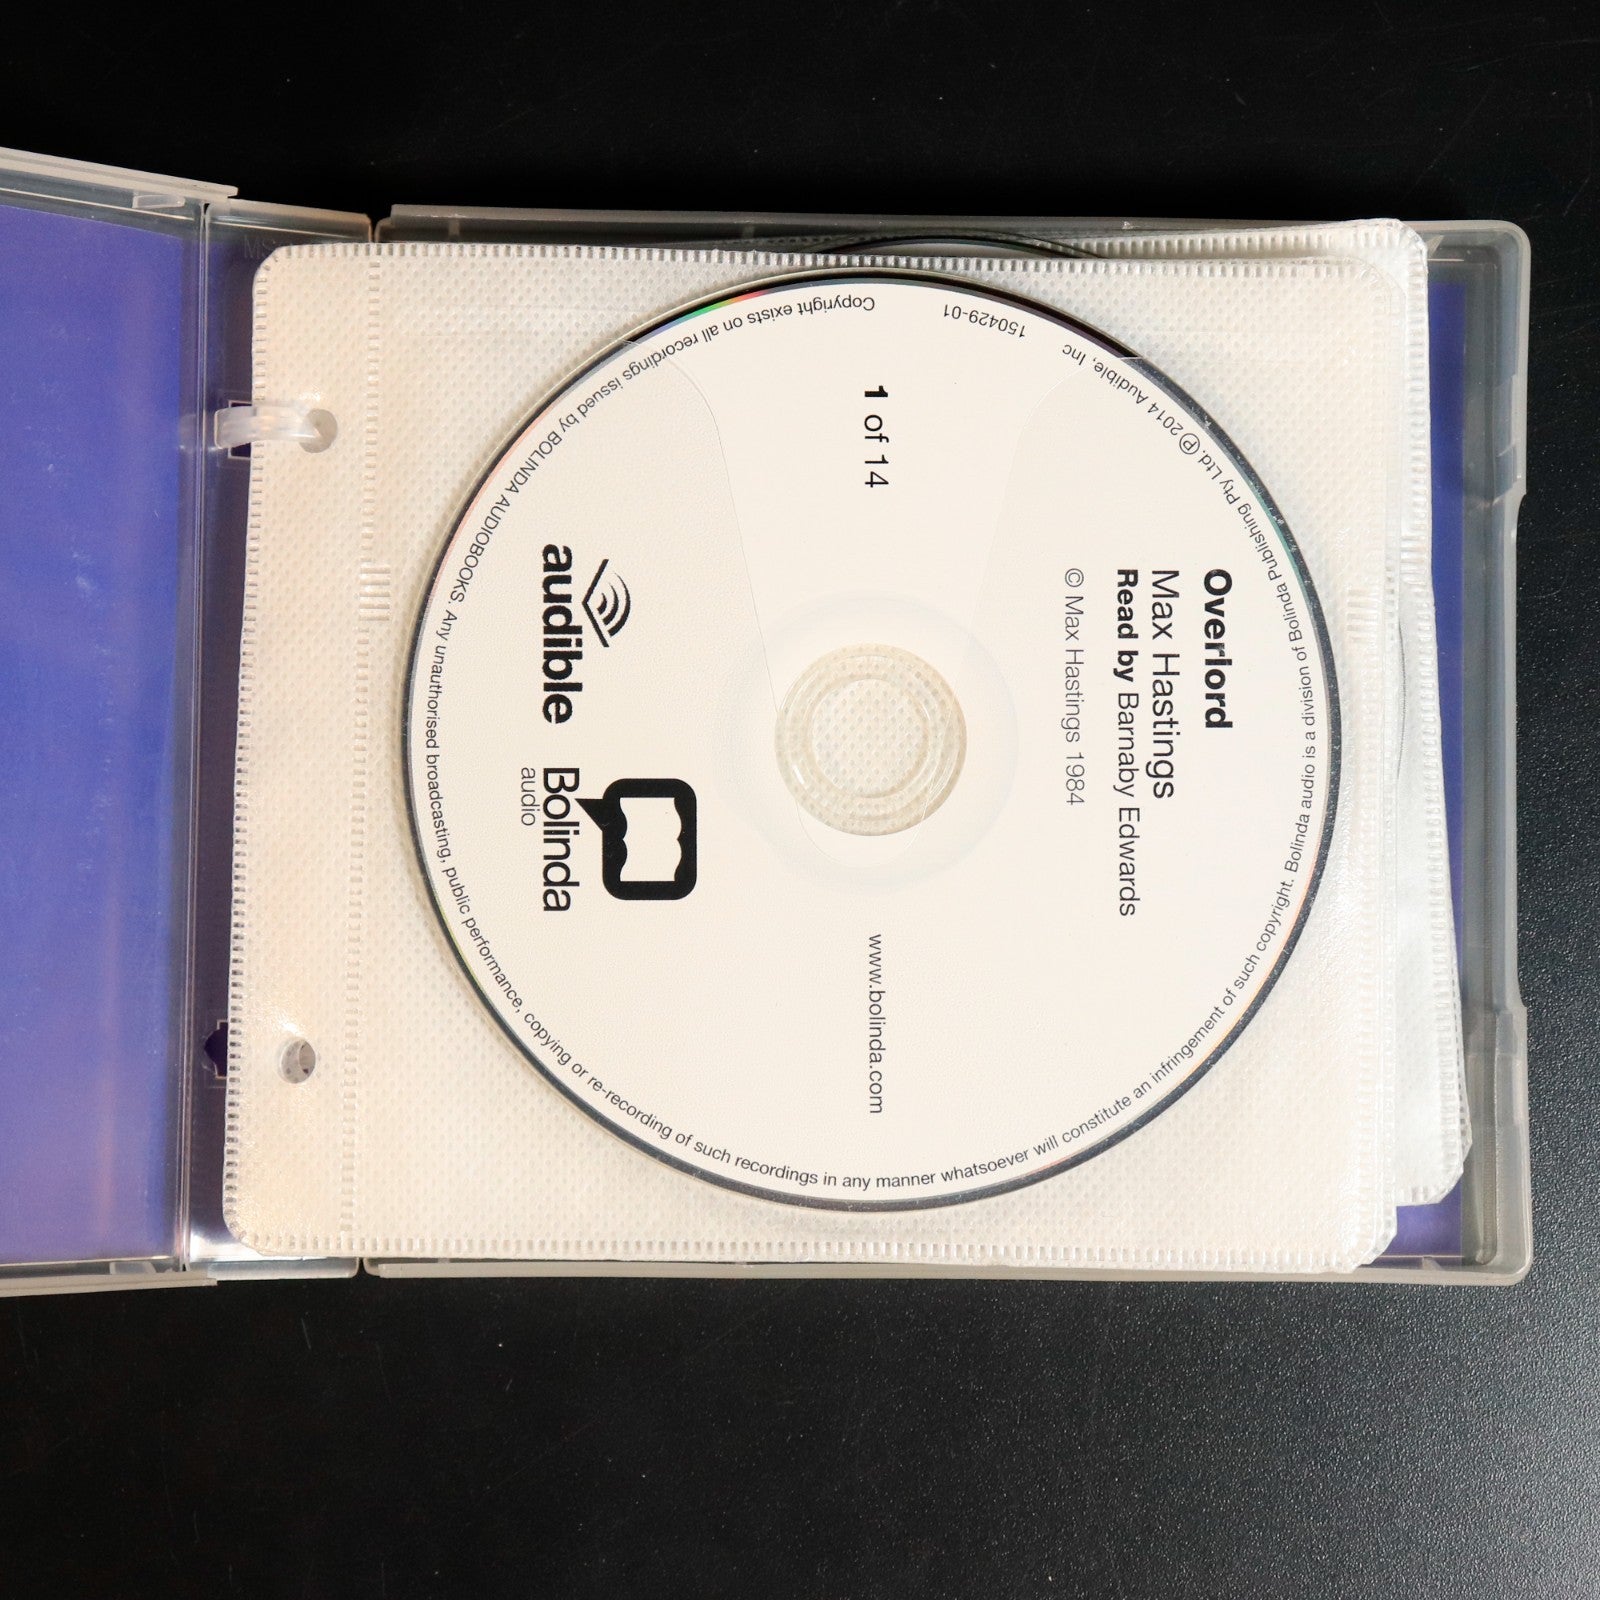 Overlord
Max Hastings
Read by Barnaby Edwards
© Max Hastings 1984
1 of 14
www.bolinda.com
audible
Bolinda
audio
150429-01
Copyright exists on all recordings issued by BOLINDA AUDIOBOOKS. Any unauthorised broadcasting, public performance, copying or re-recording of such recordings in any manner whatsoever will constitute an infringement of such copyright. Bolinda audio is a division of Bolinda Publishing Pty Ltd. ℗ 2014 Audible, Inc